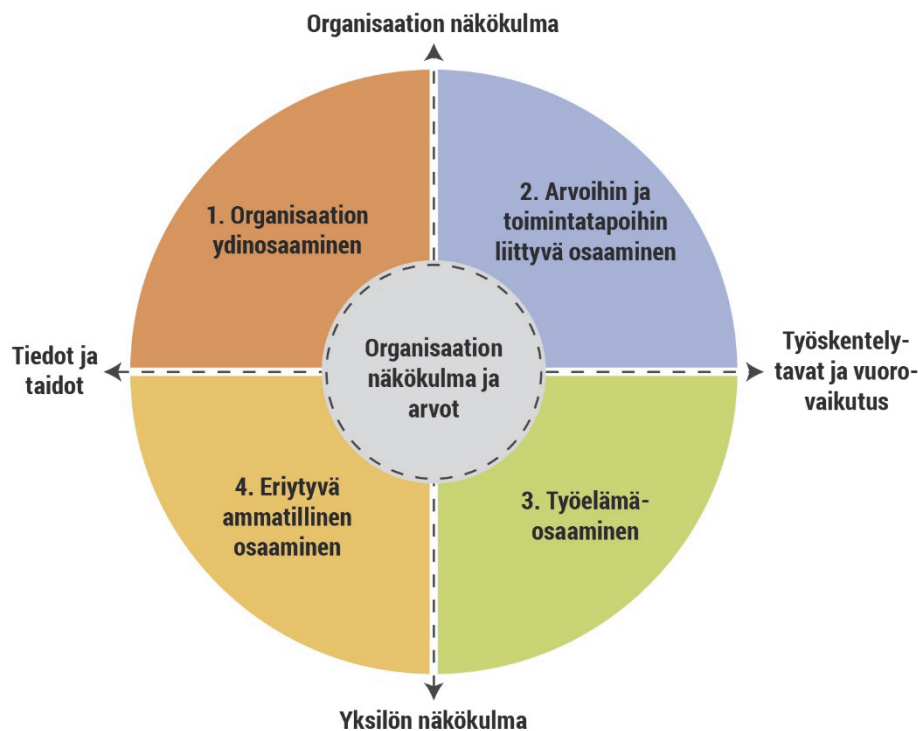 Organisaation näkökulma
1. Organisaation
ydinosaaminen
2. Arvoihin ja
toimintatapoihin
liittyvä osaaminen
Tiedot ja
taidot
Organisaation
näkökulma ja
arvot
Työskentely-
tavat ja vuoro-
vaikutus
4. Eriytyvä
ammatillinen
osaaminen
3. Työelämä-
osaaminen
Yksilön näkökulma